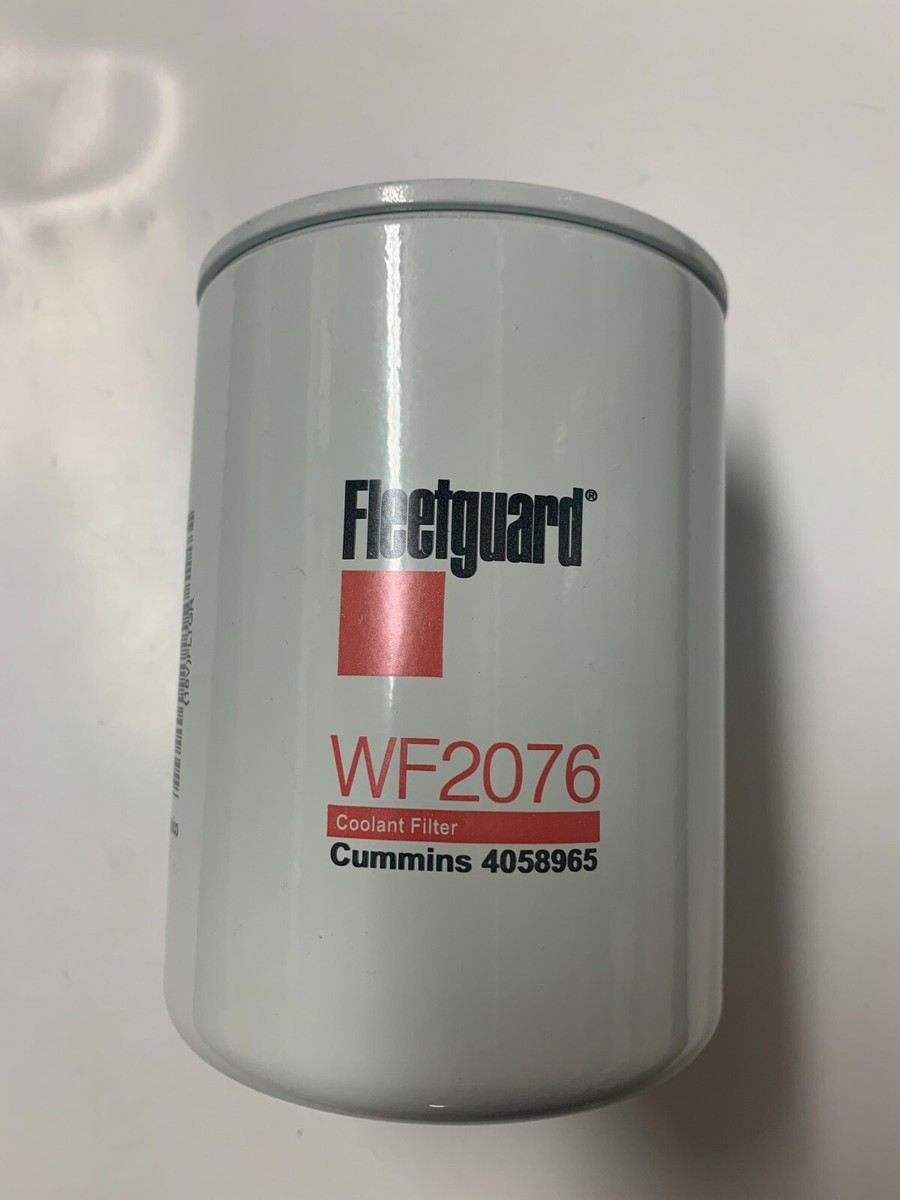 Fleetguard®
WF2076
Coolant Filter
Cummins 4058965